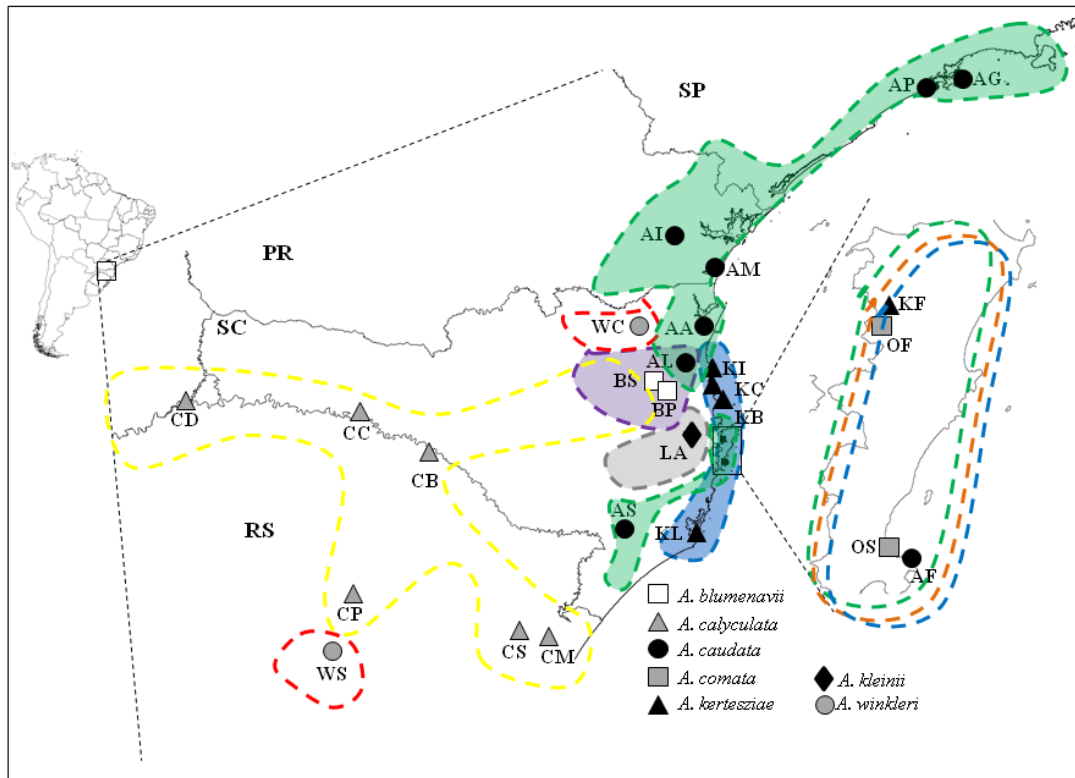 SP
AP
AG
AI
PR
AM
KF
SC
WC
AA
OF
AL
KI
BS
KC
CD
BP
KB
CC
LA
CB
AS
RS
KL
OS
AF
CP
A. blumenavii
A. calyculata
CS
CM
WS
A. caudata
A. comata
A. kleinii
A. kertesziae
A. winkleri